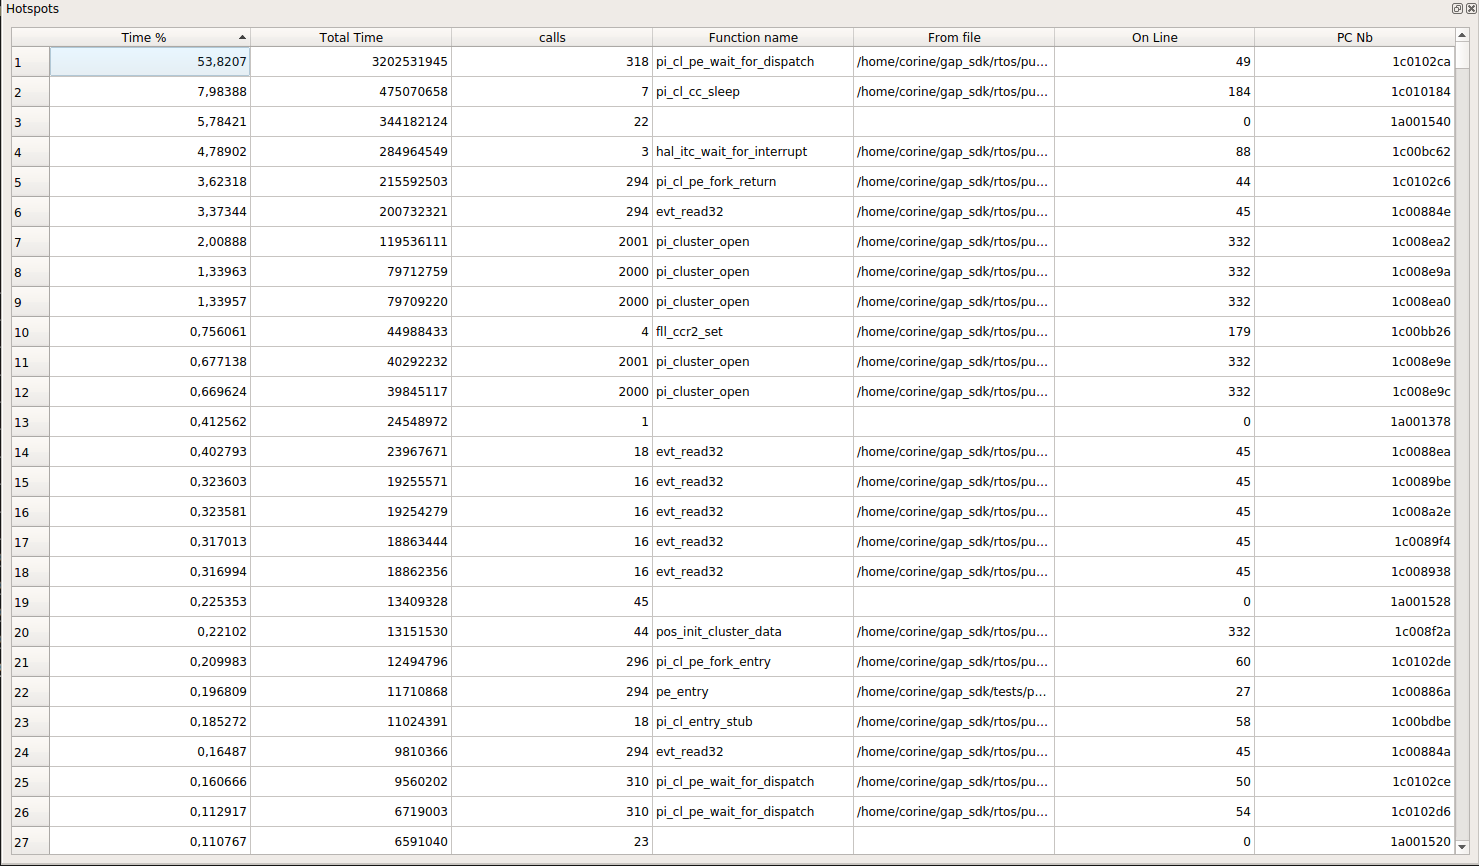 Hotspots
Time % Total Time calls Function name From file On Line PC Nb
1 53,8207 3202531945 318 pi_cl_pe_wait_for_dispatch /home/corine/gap_sdk/rtos/pu... 49 1c0102ca
2 7,98388 475070658 7 pi_cl_cc_sleep /home/corine/gap_sdk/rtos/pu... 184 1c010184
3 5,78421 344182124 22 0 1a001540
4 4,78902 284964549 3 hal_itc_wait_for_interrupt /home/corine/gap_sdk/rtos/pu... 88 1c00bc62
5 3,62318 215592503 294 pi_cl_pe_fork_return /home/corine/gap_sdk/rtos/pu... 44 1c0102c6
6 3,37344 200732321 294 evt_read32 /home/corine/gap_sdk/rtos/pu... 45 1c00884e
7 2,00888 119536111 2001 pi_cluster_open /home/corine/gap_sdk/rtos/pu... 332 1c008ea2
8 1,33963 79712759 2000 pi_cluster_open /home/corine/gap_sdk/rtos/pu... 332 1c008e9a
9 1,33957 79709220 2000 pi_cluster_open /home/corine/gap_sdk/rtos/pu... 332 1c008ea0
10 0,756061 44988433 4 fll_ccr2_set /home/corine/gap_sdk/rtos/pu... 179 1c00bb26
11 0,677138 40292232 2001 pi_cluster_open /home/corine/gap_sdk/rtos/pu... 332 1c008e9e
12 0,669624 39845117 2000 pi_cluster_open /home/corine/gap_sdk/rtos/pu... 332 1c008e9c
13 0,412562 24548972 1 0 1a001378
14 0,402793 23967671 18 evt_read32 /home/corine/gap_sdk/rtos/pu... 45 1c0088ea
15 0,323603 19255571 16 evt_read32 /home/corine/gap_sdk/rtos/pu... 45 1c0089be
16 0,323581 19254279 16 evt_read32 /home/corine/gap_sdk/rtos/pu... 45 1c008a2e
17 0,317013 18863444 16 evt_read32 /home/corine/gap_sdk/rtos/pu... 45 1c0089f4
18 0,316994 18862356 16 evt_read32 /home/corine/gap_sdk/rtos/pu... 45 1c008938
19 0,225353 13409328 45 0 1a001528
20 0,22102 13151530 44 pos_init_cluster_data /home/corine/gap_sdk/rtos/pu... 332 1c008f2a
21 0,209983 12494796 296 pi_cl_pe_fork_entry /home/corine/gap_sdk/rtos/pu... 60 1c0102de
22 0,196809 11710868 294 pe_entry /home/corine/gap_sdk/tests/p... 27 1c00886a
23 0,185272 11024391 18 pi_cl_entry_stub /home/corine/gap_sdk/rtos/pu... 58 1c00bdbe
24 0,16487 9810366 294 evt_read32 /home/corine/gap_sdk/rtos/pu... 45 1c00884a
25 0,160666 9560202 310 pi_cl_pe_wait_for_dispatch /home/corine/gap_sdk/rtos/pu... 50 1c0102ce
26 0,112917 6719003 310 pi_cl_pe_wait_for_dispatch /home/corine/gap_sdk/rtos/pu... 54 1c0102d6
27 0,110767 6591040 23 0 1a001520